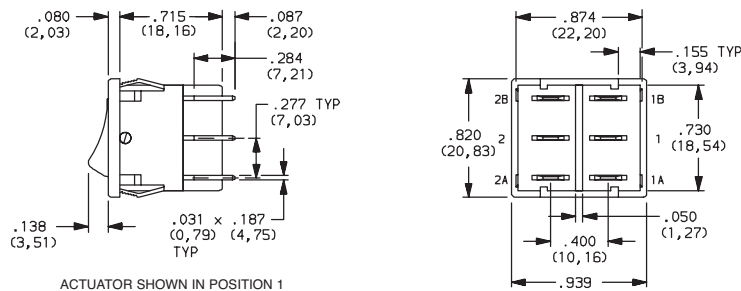 .080
(2,03)
.715
(18,16)
.087
(2,20)
.284
(7,21)
.277 TYP
(7,03)
.138
(3,51)
.031 x .187
(0,79) (4,75)
TYP
ACTUATOR SHOWN IN POSITION 1
.874
(22,20)
.155 TYP
(3,94)
2B
1B
.820
(20,83)
2
1
.730
(18,54)
2A
1A
.050
(1,27)
.400
(10,16)
.939